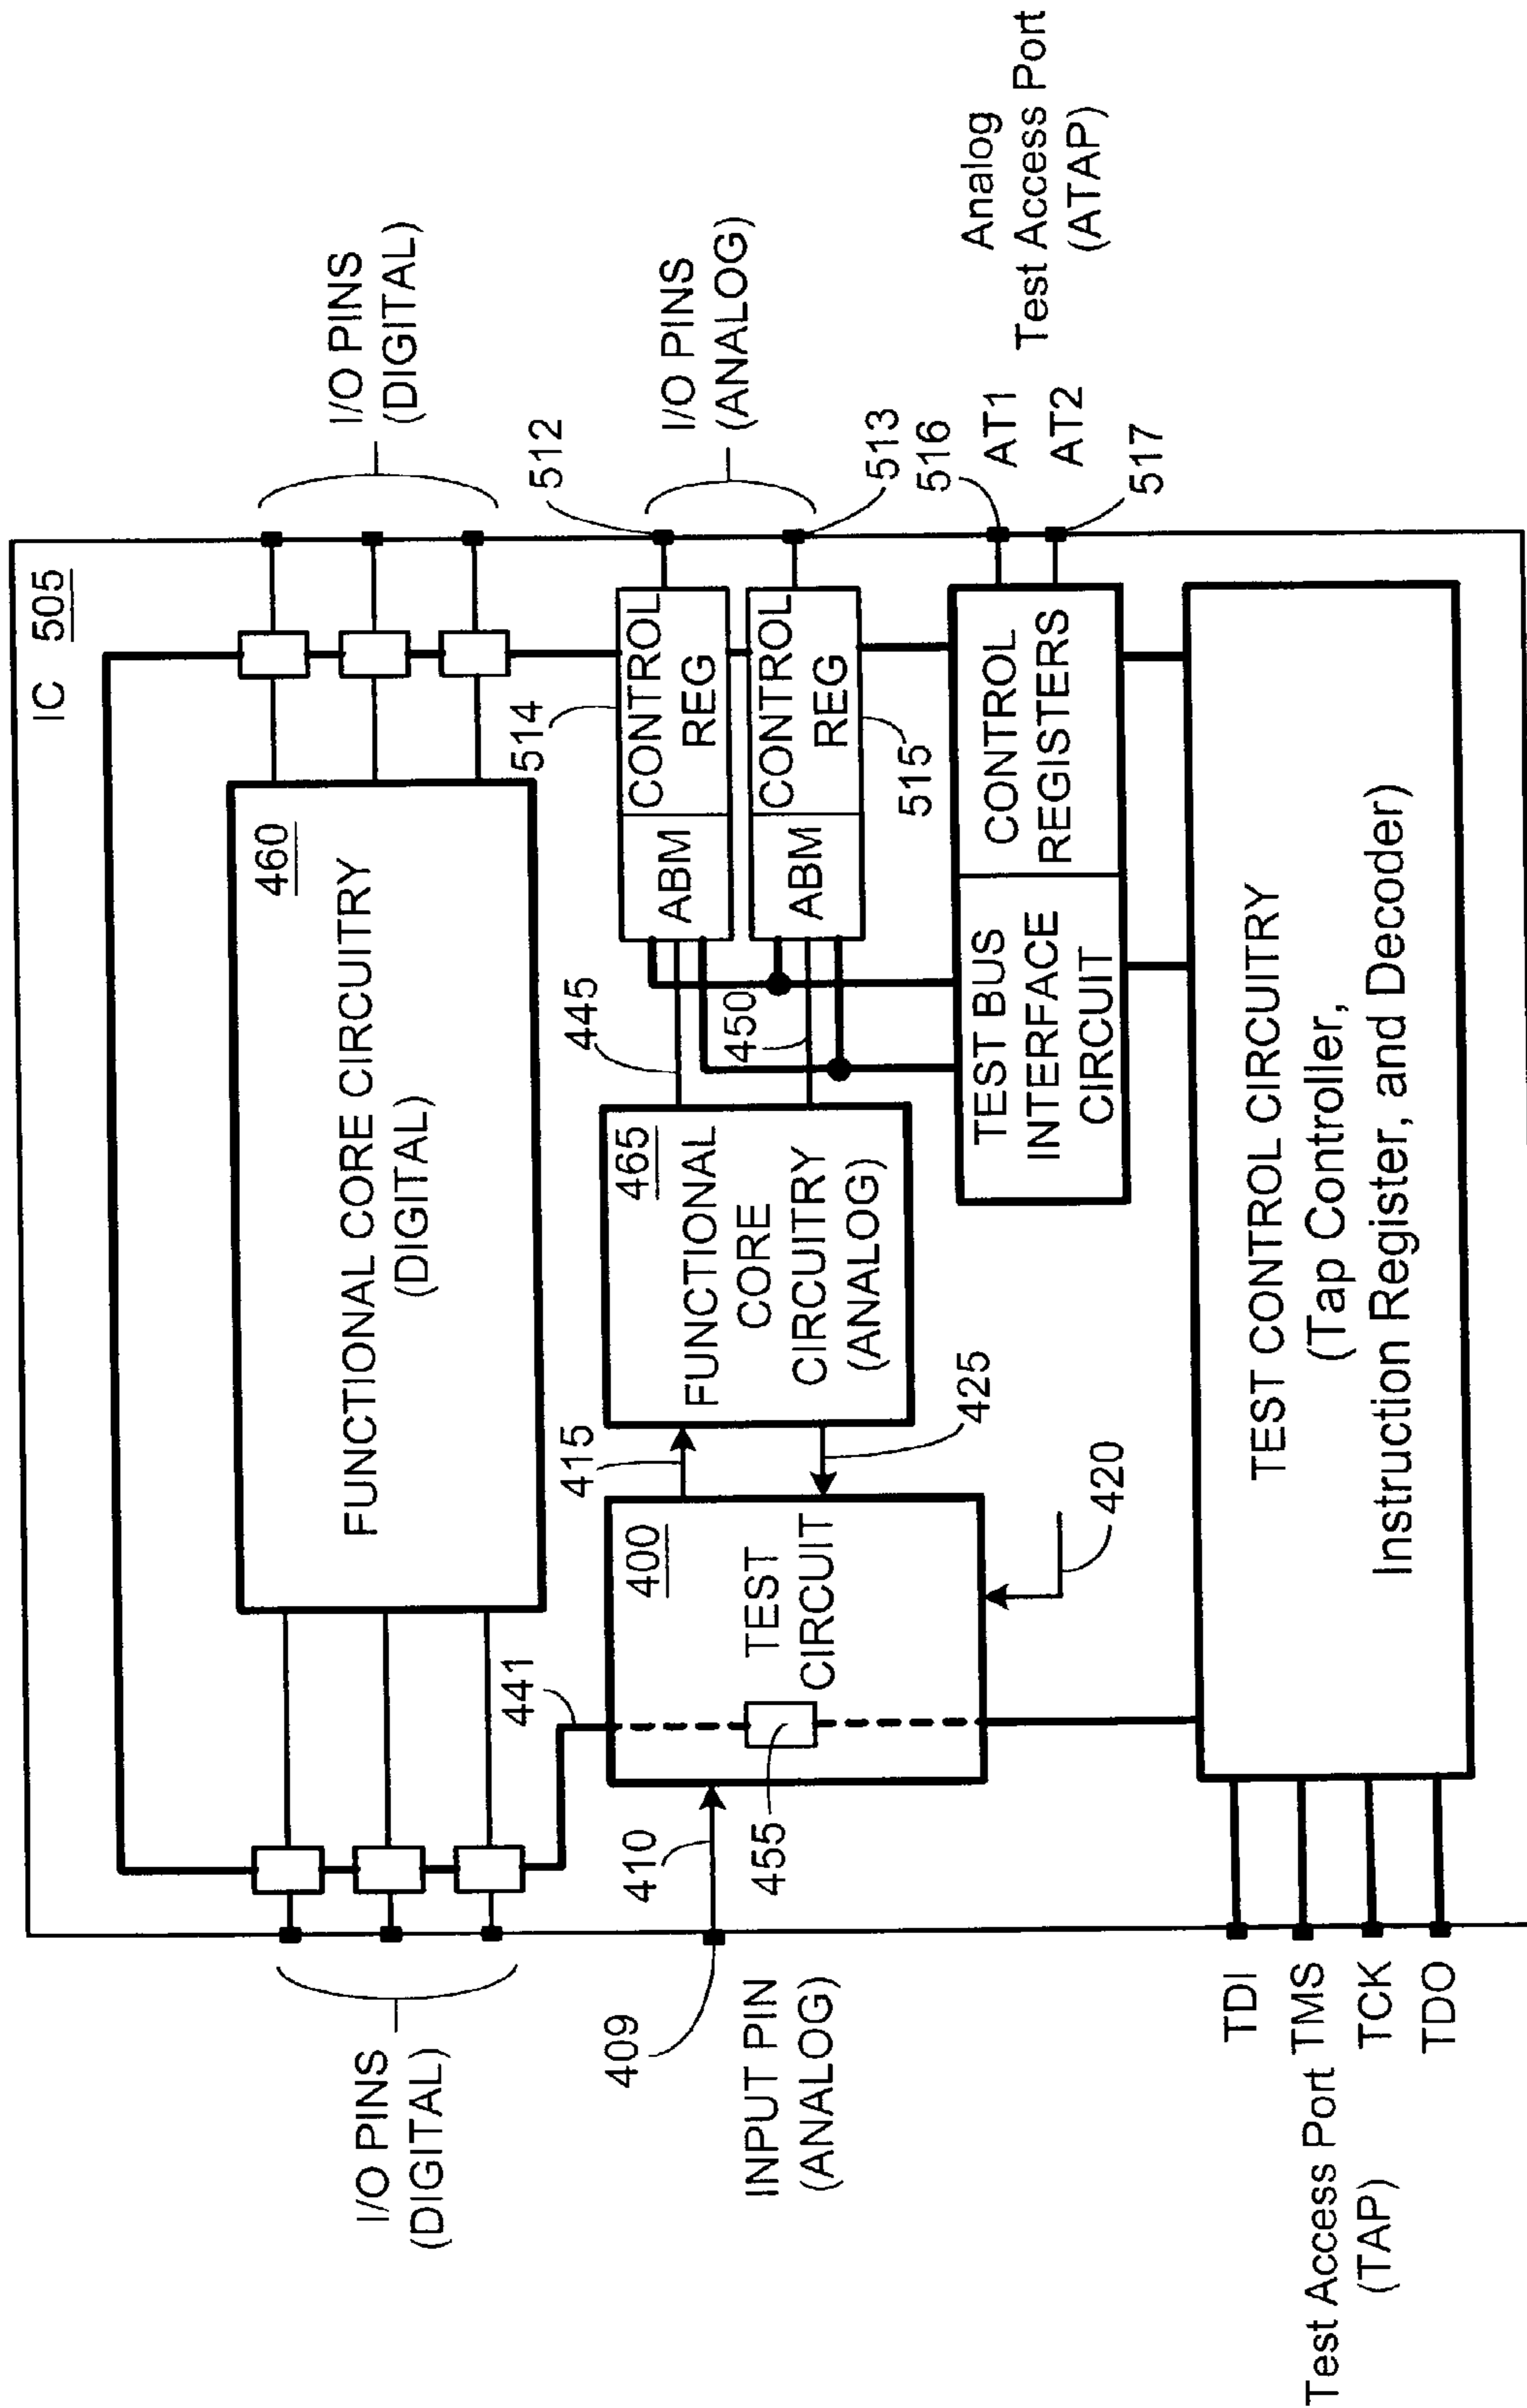 IC 505
I/O PINS
(DIGITAL)
FUNCTIONAL CORE CIRCUITRY
(DIGITAL)
460
I/O PINS
(DIGITAL)
441
514
512
409
410
INPUT PIN
(ANALOG)
455
400
TEST
CIRCUIT
415
425
420
465
FUNCTIONAL
CORE
CIRCUITRY
(ANALOG)
445
450
ABM
CONTROL
REG
ABM
CONTROL
REG
515
I/O PINS
(ANALOG)
513
516
AT1
AT2
517
Analog
Test Access Port
(ATAP)
TEST BUS
INTERFACE
CIRCUIT
CONTROL
REGISTERS
TDI
TMS
TCK
TDO
Test Access Port
(TAP)
TEST CONTROL CIRCUITRY
(Tap Controller,
Instruction Register, and Decoder)